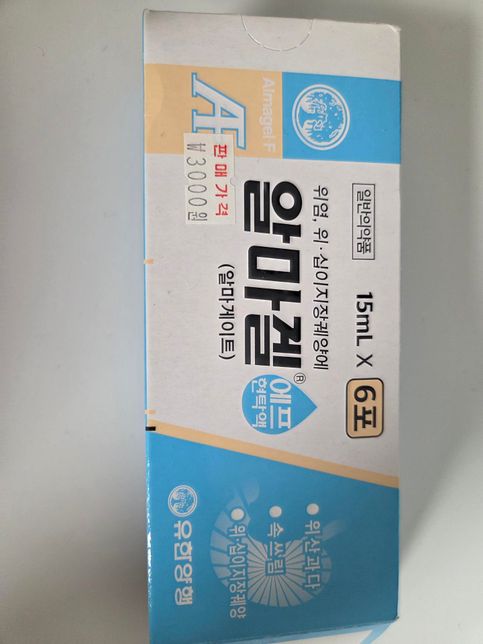 일반의약품
15mL X 6포
위염, 위·십이지장궤양에
알마겔®
에프
현탁액
(알마게이트)
Almagel-F
AF
판매가격
₩3000원
위산과다
속쓰림
위·십이지장궤양
유한양행